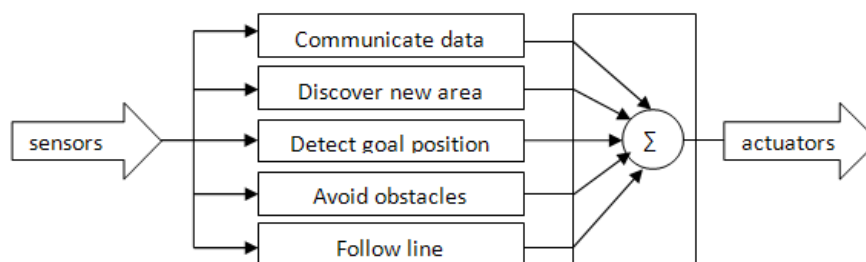 Communicate data
Discover new area
sensors
Detect goal position
∑
actuators
Avoid obstacles
Follow line